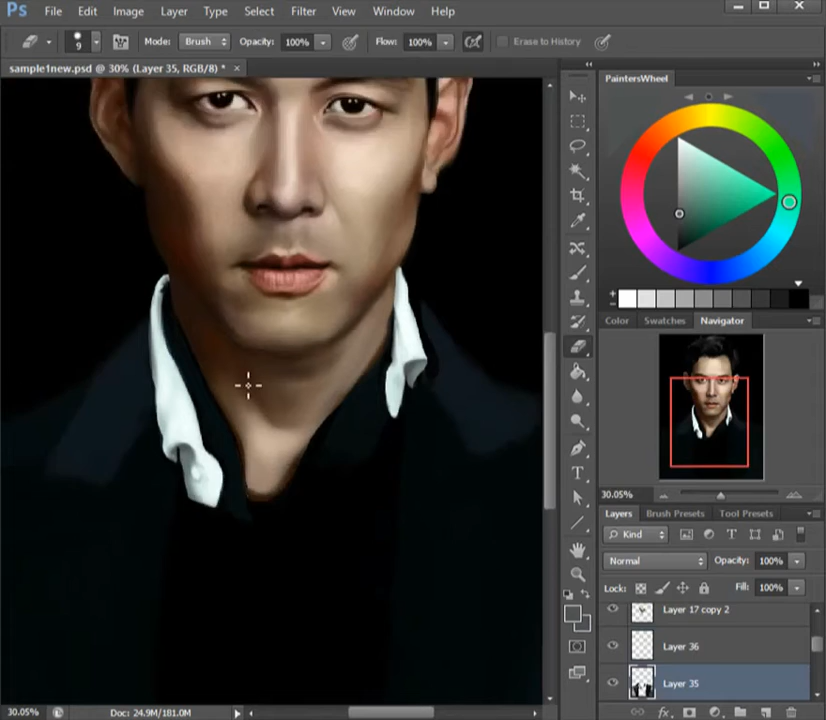 Ps File Edit Image Layer Type Select Filter View Window Help
9 Mode: Brush Opacity: 100% Flow: 100% Erase to History
sample1new.psd @ 30% (Layer 35, RGB/8) * ×
PaintersWheel
Color Swatches Navigator
30.05%
Layers Brush Presets Tool Presets
Kind T
Normal Opacity: 100%
Lock: Fill: 100%
Layer 17 copy 2
Layer 36
Layer 35
fx
T
30.05% Doc: 24.9M/181.0M